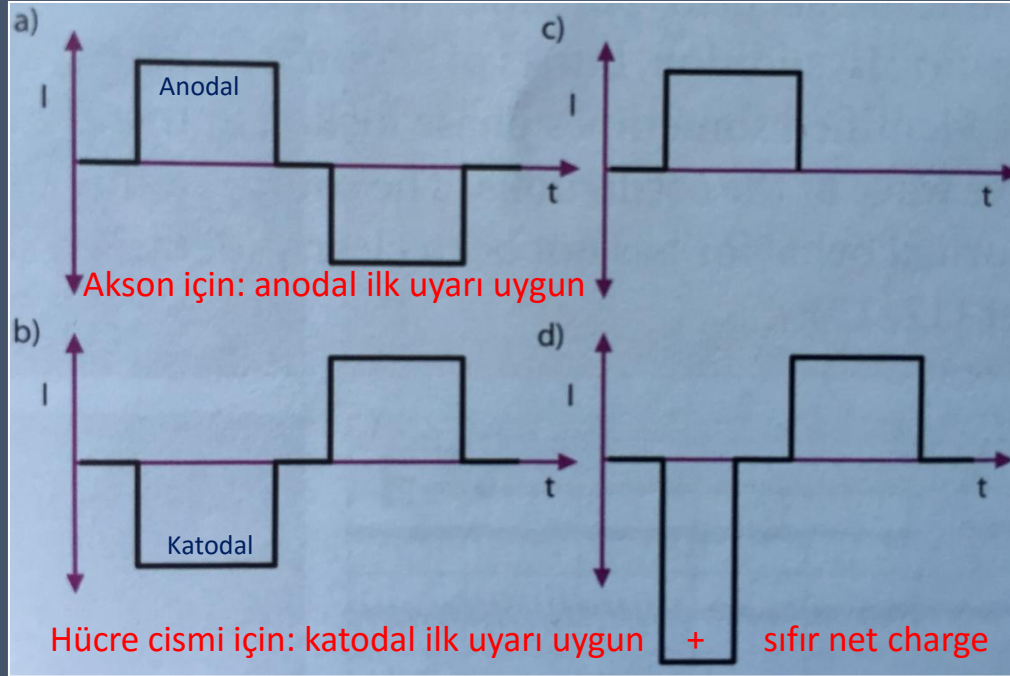 a)
I
Anodal
t
Akson için: anodal ilk uyarı uygun
c)
I
t
b)
I
Katodal
t
d)
I
t
Hücre cismi için: katodal ilk uyarı uygun + sıfır net charge